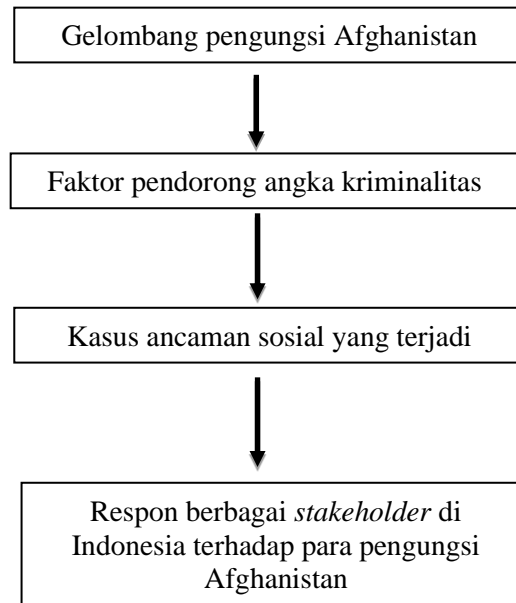 Gelombang pengungsi Afghanistan
Faktor pendorong angka kriminalitas
Kasus ancaman sosial yang terjadi
Respon berbagai stakeholder di
Indonesia terhadap para pengungsi
Afghanistan